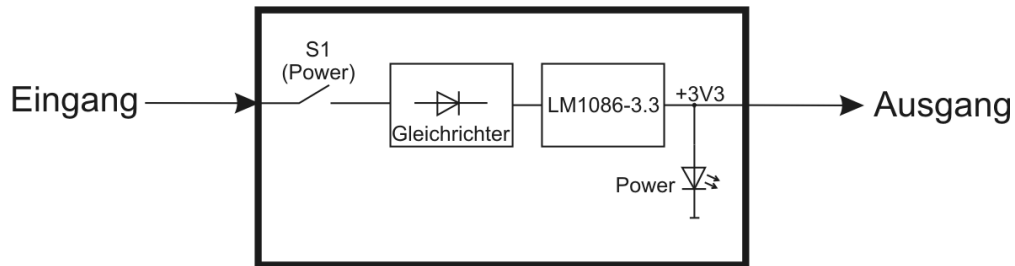 S1
(Power)
Eingang
Gleichrichter
LM1086-3.3
+3V3
Ausgang
Power